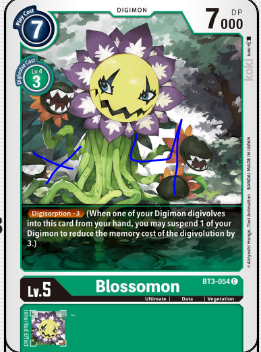 Play Cost
7
DIGIMON
7000
DP
Digivolve Cost
Lv.4
3
Digisorption -3 (When one of your Digimon digivolves
into this card from your hand, you may suspend 1 of your
Digimon to reduce the memory cost of the digivolution by
3.)
Lv.5
Blossomon
BT3-054 C
Ultimate | Data | Vegetation